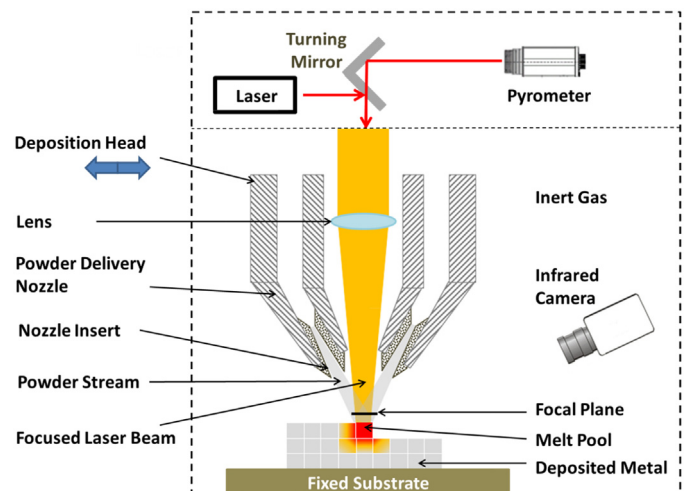 Turning
Mirror
Laser
Pyrometer
Deposition Head
Inert Gas
Lens
Powder Delivery
Nozzle
Infrared
Camera
Nozzle Insert
Powder Stream
Focal Plane
Focused Laser Beam
Melt Pool
Deposited Metal
Fixed Substrate